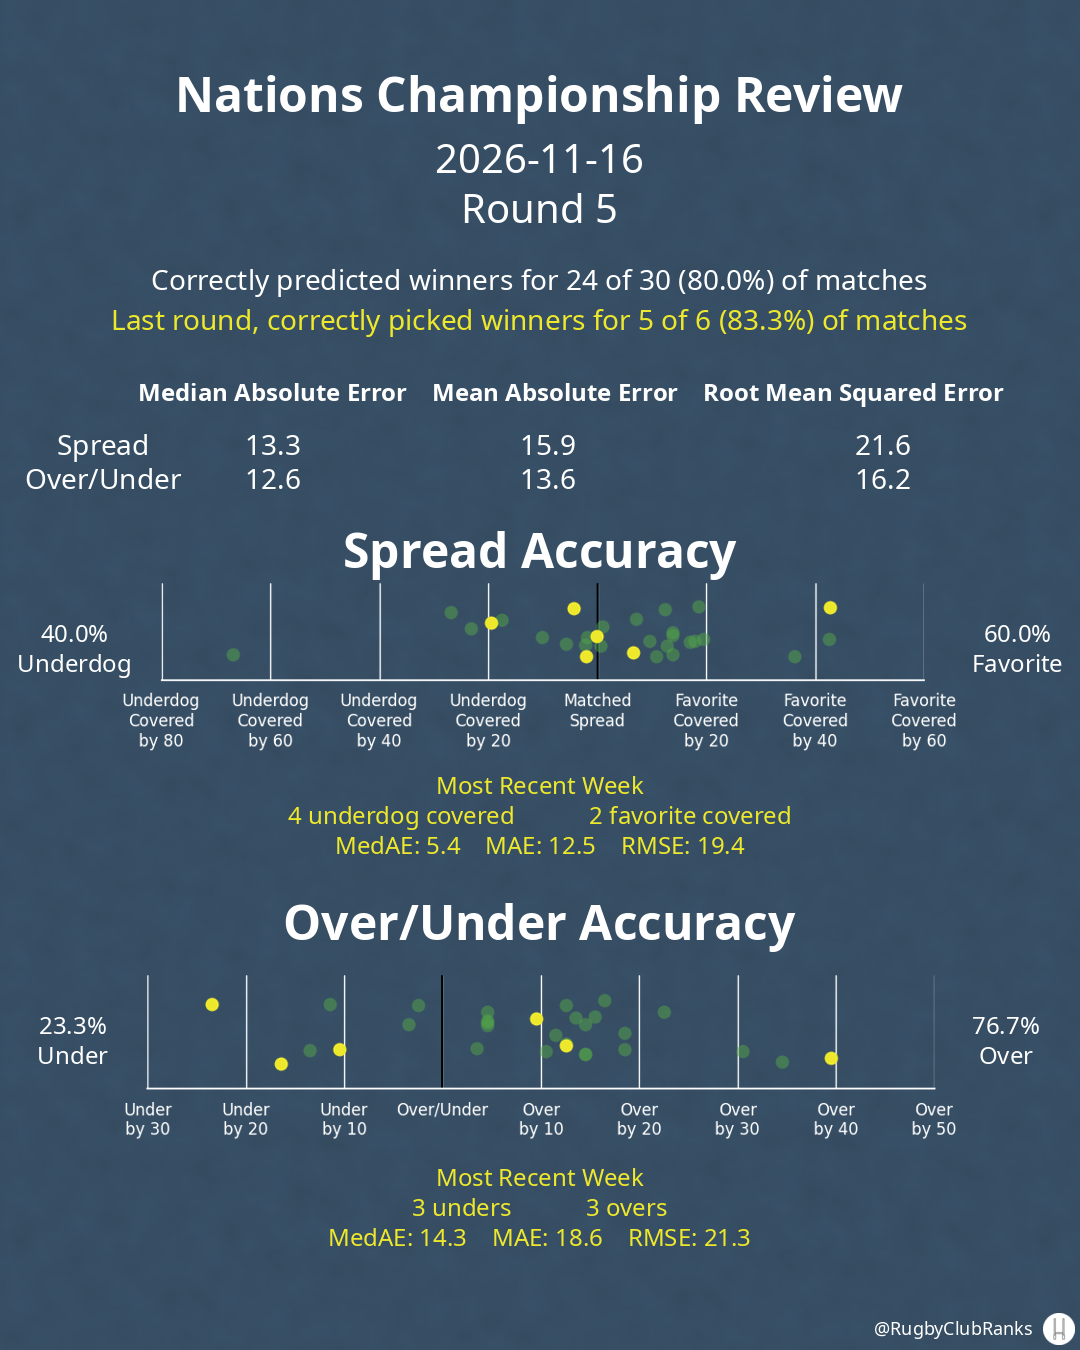 Nations Championship Review
2026-11-16
Round 5
Correctly predicted winners for 24 of 30 (80.0%) of matches
Last round, correctly picked winners for 5 of 6 (83.3%) of matches
Median Absolute Error Mean Absolute Error Root Mean Squared Error
Spread 13.3 15.9 21.6
Over/Under 12.6 13.6 16.2
Spread Accuracy
40.0%
Underdog
60.0%
Favorite
Underdog Underdog Underdog Underdog Matched Favorite Favorite Favorite
Covered Covered Covered Covered Spread Covered Covered Covered
by 80 by 60 by 40 by 20 by 20 by 40 by 60
Most Recent Week
4 underdog covered 2 favorite covered
MedAE: 5.4 MAE: 12.5 RMSE: 19.4
Over/Under Accuracy
23.3%
Under
76.7%
Over
Under Under Under Over/Under Over Over Over Over Over
by 30 by 20 by 10 by 10 by 20 by 30 by 40 by 50
Most Recent Week
3 unders 3 overs
MedAE: 14.3 MAE: 18.6 RMSE: 21.3
@RugbyClubRanks